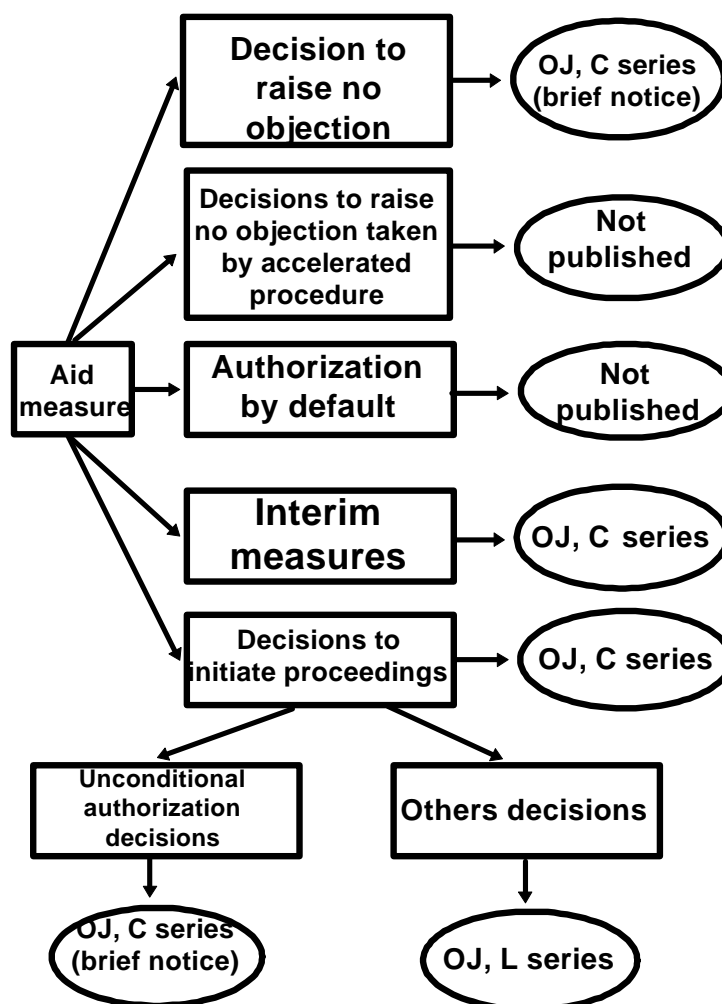 Decision to
raise no
objection
OJ, C series
(brief notice)
Decisions to raise
no objection taken
by accelerated
procedure
Not
published
Aid
measure
Authorization
by default
Not
published
Interim
measures
OJ, C series
Decisions to
initiate proceedings
OJ, C series
Unconditional
authorization
decisions
Others decisions
OJ, C series
(brief notice)
OJ, L series